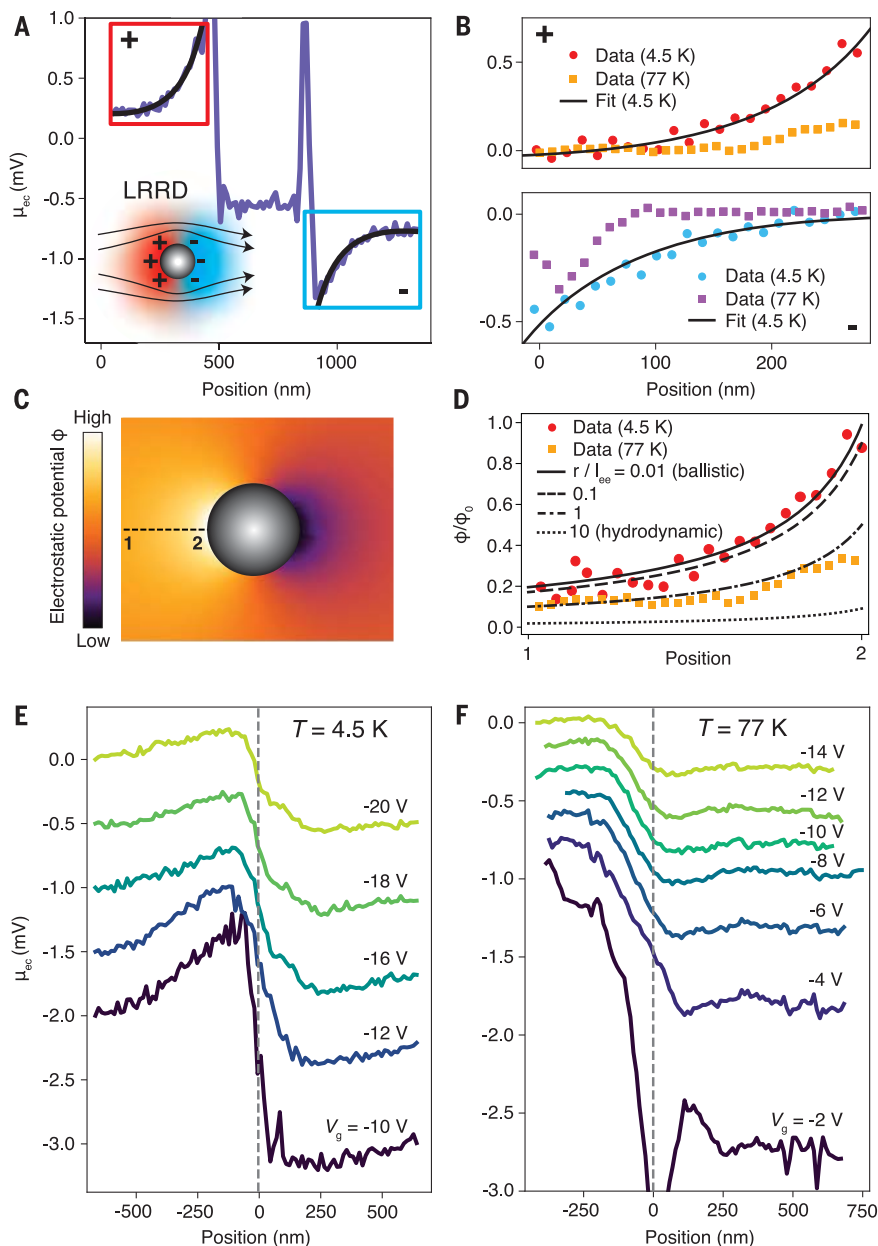 A
μec (mV)
1.0
0.5
0.0
-0.5
-1.0
-1.5
+
LRRD
+ -
+ -
+ -
-
0 500 1000
Position (nm)
B
+
Data (4.5 K)
Data (77 K)
Fit (4.5 K)
0.5
0.0
-0.0
-0.5
Data (4.5 K)
Data (77 K)
Fit (4.5 K)
-
0 100 200
Position (nm)
C
High
Electrostatic potential ϕ
Low
1 2
D
ϕ/ϕ0
1.0
0.8
0.6
0.4
0.2
0.0
Data (4.5 K)
Data (77 K)
r / lee = 0.01 (ballistic)
0.1
1
10 (hydrodynamic)
1 2
Position
E
T = 4.5 K
μec (mV)
0.0
-0.5
-1.0
-1.5
-2.0
-2.5
-3.0
-20 V
-18 V
-16 V
-12 V
Vg = -10 V
-500 -250 0 250 500
Position (nm)
F
T = 77 K
0.0
-0.5
-1.0
-1.5
-2.0
-2.5
-3.0
-14 V
-12 V
-10 V
-8 V
-6 V
-4 V
Vg = -2 V
-250 0 250 500 750
Position (nm)